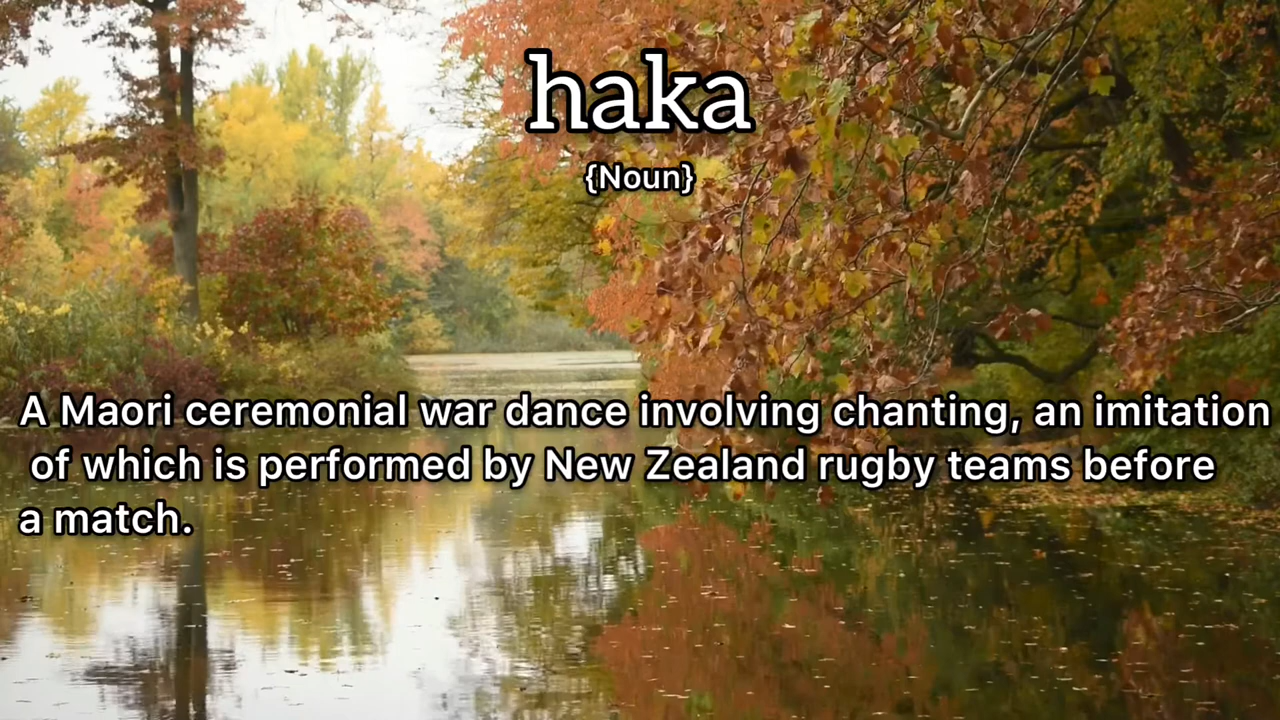 haka
{Noun}
A Maori ceremonial war dance involving chanting, an imitation
of which is performed by New Zealand rugby teams before
a match.